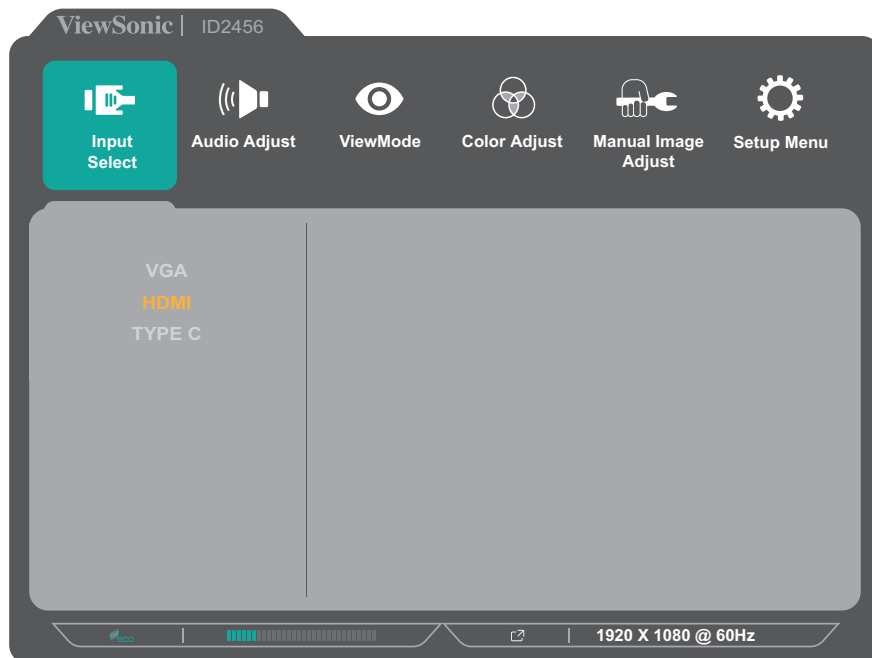 ViewSonic | ID2456
Input
Select
Audio Adjust
ViewMode
Color Adjust
Manual Image
Adjust
Setup Menu
VGA
HDMI
TYPE C
eco
1920 X 1080 @ 60Hz